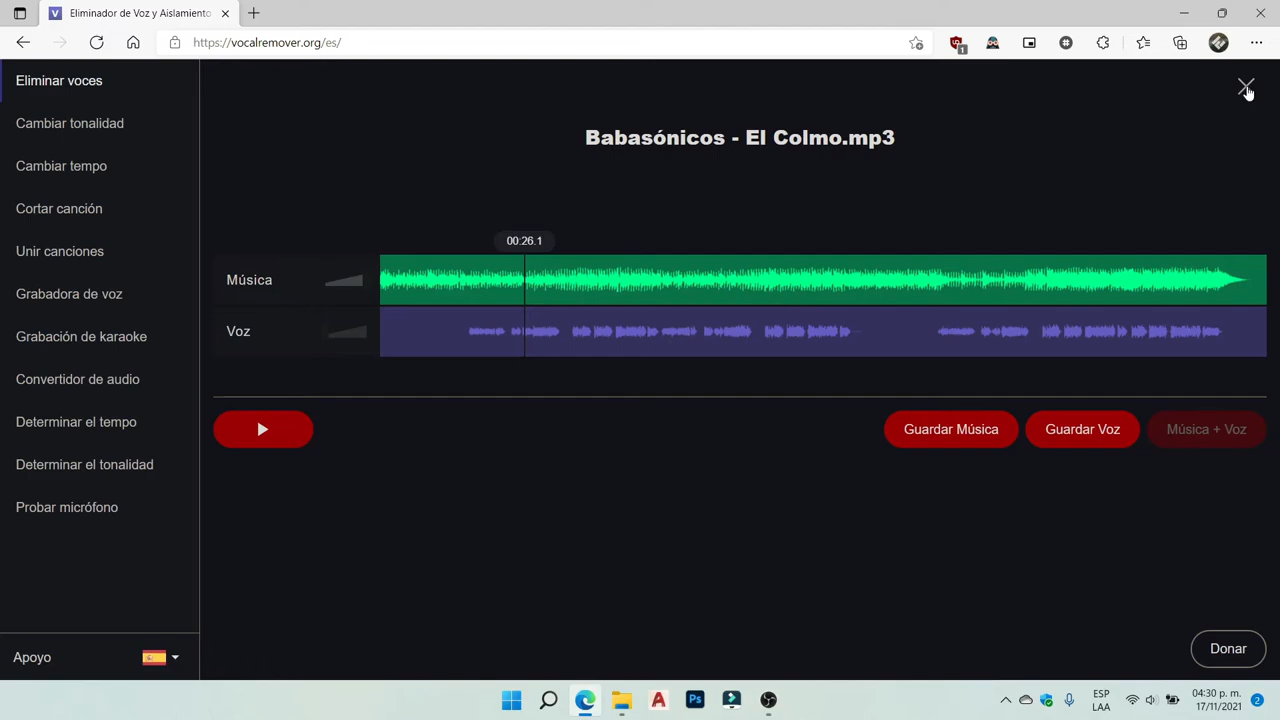 Eliminador de Voz y Aislamiento
https://vocalremover.org/es/
1
Eliminar voces
Cambiar tonalidad
Cambiar tempo
Cortar canción
Unir canciones
Grabadora de voz
Grabación de karaoke
Convertidor de audio
Determinar el tempo
Determinar el tonalidad
Probar micrófono
Apoyo
Babasónicos - El Colmo.mp3
00:26.1
Música
Voz
Guardar Música
Guardar Voz
Música + Voz
Donar
ESP
LAA
04:30 p. m.
17/11/2021
2